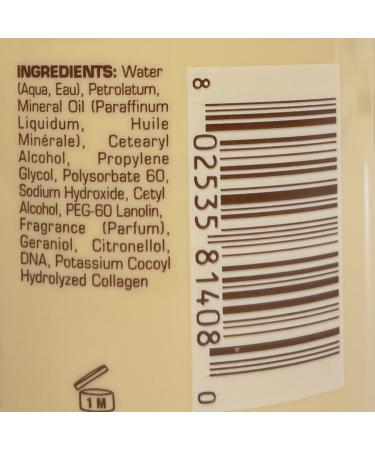 INGREDIENTS: Water
(Aqua, Eau), Petrolatum,
Mineral Oil (Paraffinum
Liquidum, Huile
Minérale), Cetearyl
Alcohol, Propylene
Glycol, Polysorbate 60,
Sodium Hydroxide, Cetyl
Alcohol, PEG-60 Lanolin,
Fragrance (Parfum),
Geraniol, Citronellol,
DNA, Potassium Cocoyl
Hydrolyzed Collagen
1 M
8 02535 81408 0